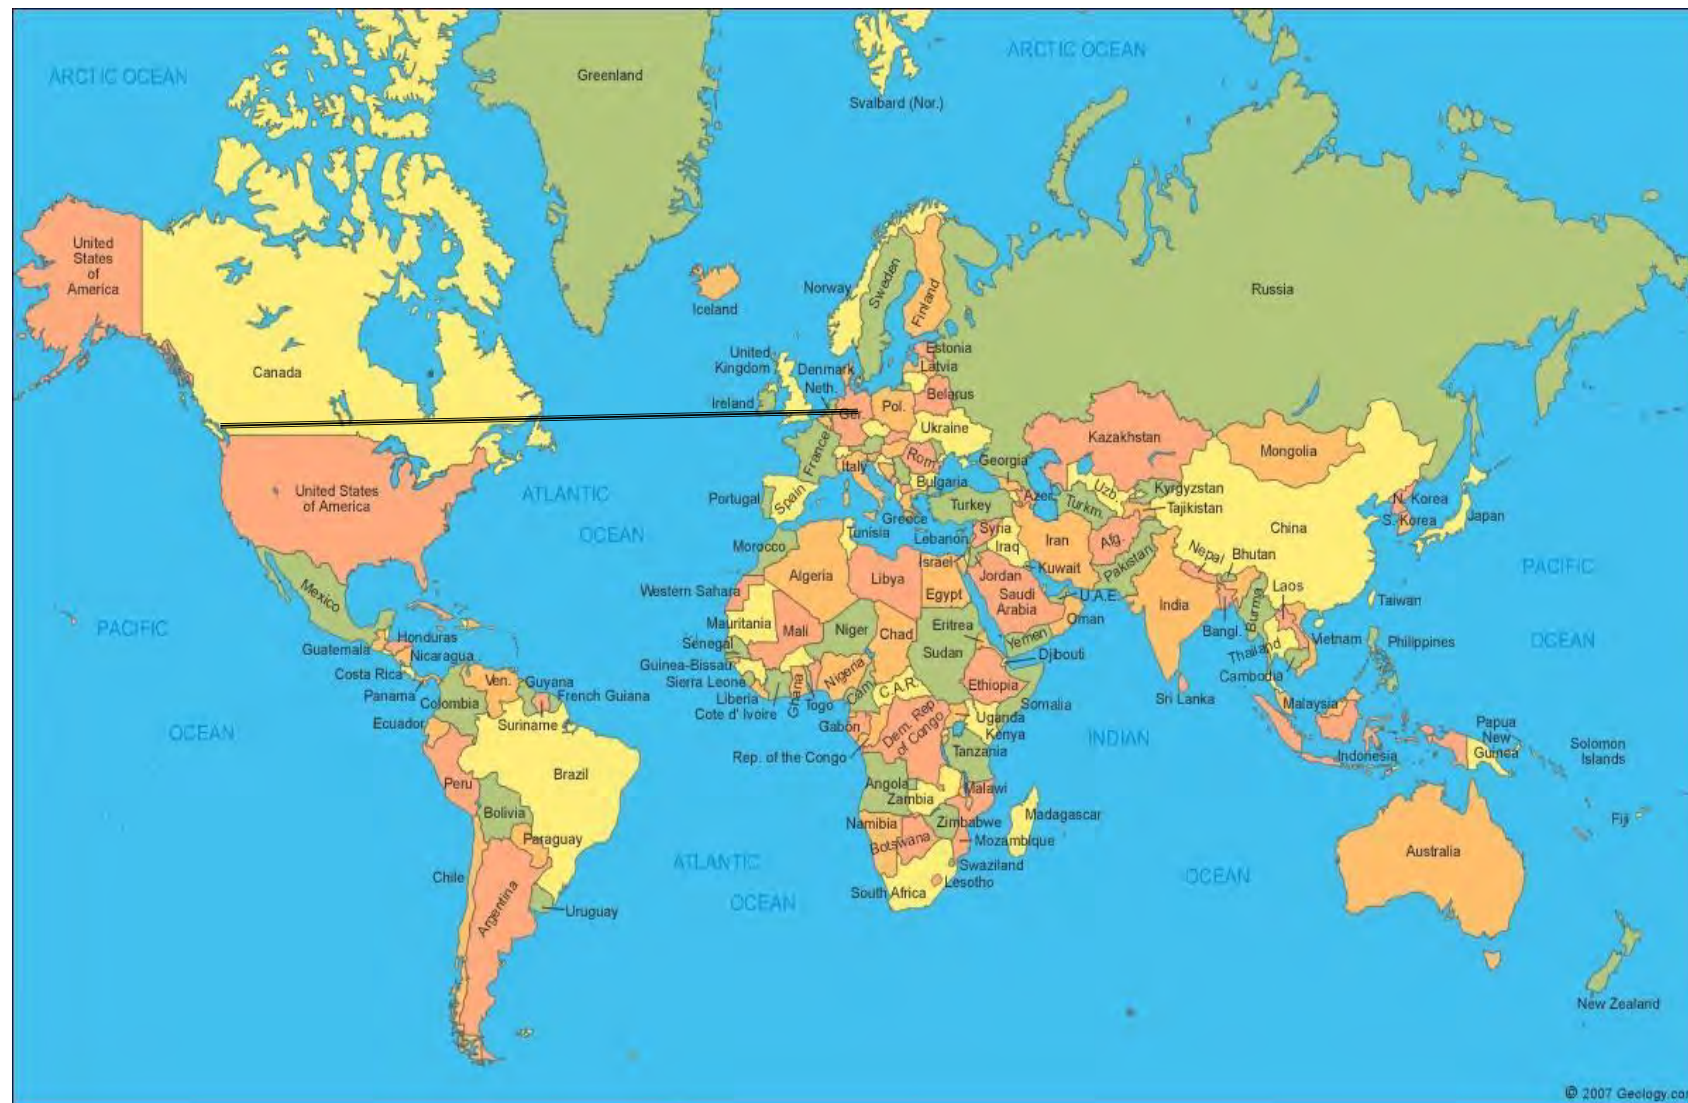 ARCTIC OCEAN
Greenland
Svalbard (Nor.)
ARCTIC OCEAN
United
States
of
America
Canada
Iceland
Norway
Sweden
Finland
Russia
Estonia
Latvia
United
Kingdom
Denmark
Neth.
Belarus
Ireland
Ger.
Pol.
Ukraine
Kazakhstan
Mongolia
France
Italy
Rom.
Georgia
Bulgaria
United States
of America
ATLANTIC
OCEAN
Portugal
Spain
Greece
Turkey
Azer.
Uzb.
Turkm.
Kyrgyzstan
Tajikistan
N. Korea
S. Korea
Japan
China
Tunisia
Lebanon
Syria
Iraq
Iran
Afg.
Morocco
Israel
Jordan
Kuwait
Pakistan
Nepal
Bhutan
PACIFIC
OCEAN
Algeria
Libya
Egypt
Saudi
Arabia
U.A.E.
Oman
India
Burma
Laos
Taiwan
Western Sahara
Mexico
Mauritania
Mali
Niger
Chad
Eritrea
Yemen
Bangl.
Thailand
Vietnam
Philippines
PACIFIC
OCEAN
Honduras
Guatemala
Nicaragua
Senegal
Sudan
Djibouti
Cambodia
Costa Rica
Panama
Ven.
Guyana
French Guiana
Guinea-Bissau
Sierra Leone
Liberia
Cote d' Ivoire
Ghana
Togo
Nigeria
Cam.
C.A.R.
Ethiopia
Somalia
Sri Lanka
Malaysia
Colombia
Suriname
Ecuador
Gabon
Dem. Rep.
of Congo
Uganda
Kenya
Rep. of the Congo
Tanzania
INDIAN
OCEAN
Indonesia
Papua
New
Guinea
Solomon
Islands
Peru
Brazil
Bolivia
Angola
Zambia
Malawi
Paraguay
Namibia
Zimbabwe
Madagascar
Botswana
Mozambique
Fiji
Chile
Argentina
ATLANTIC
OCEAN
South Africa
Swaziland
Lesotho
Australia
Uruguay
New Zealand
© 2007 Geology.com